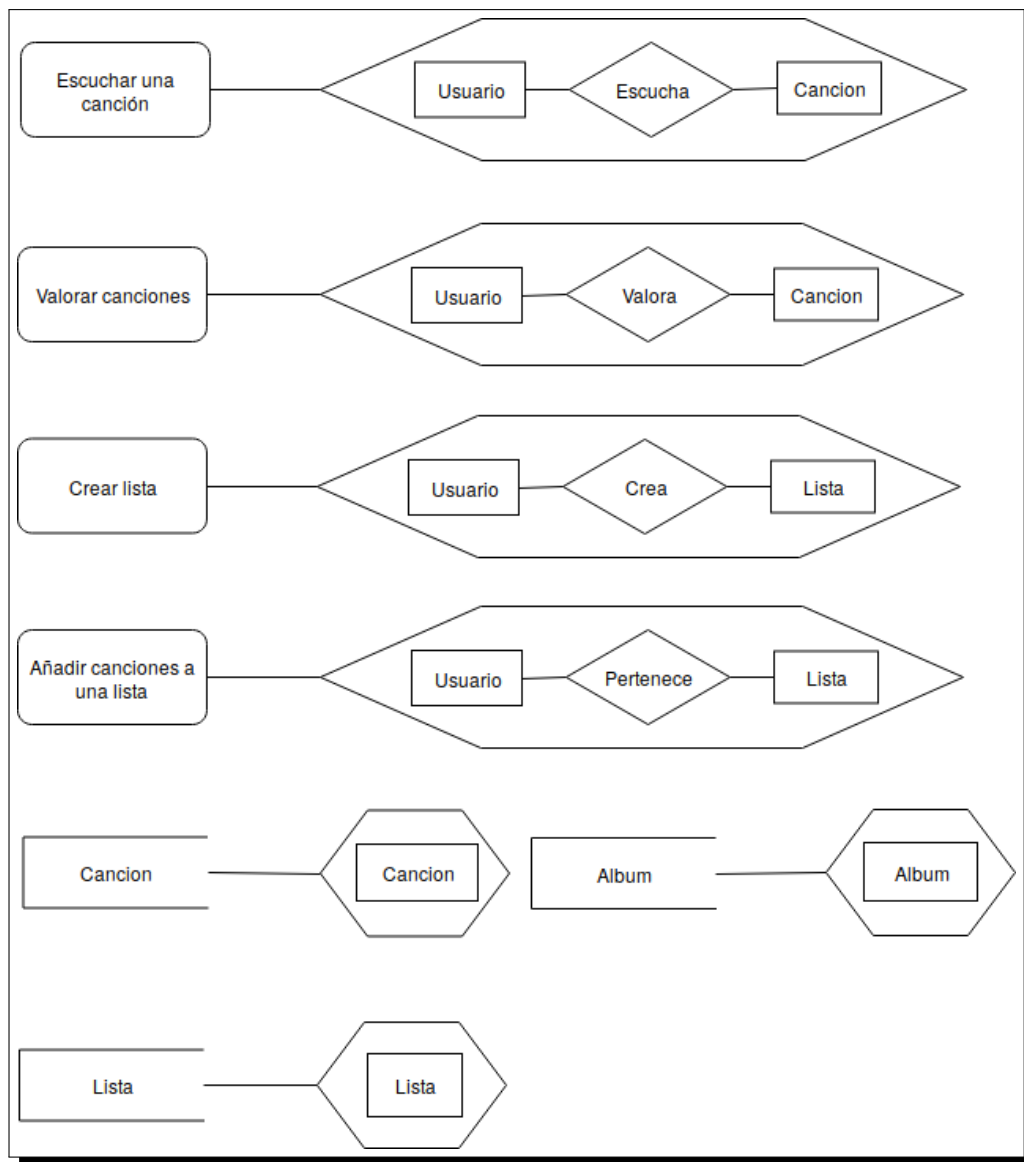 Escuchar una
canción
Usuario
Escucha
Cancion
Valorar canciones
Usuario
Valora
Cancion
Crear lista
Usuario
Crea
Lista
Añadir canciones a
una lista
Usuario
Pertenece
Lista
Cancion
Cancion
Album
Album
Lista
Lista